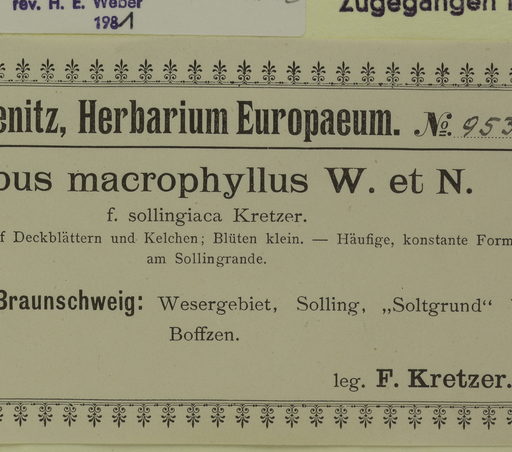 rev. H. E. Weber
1981
Zugegangen
enitz, Herbarium Europaeum. No. 953
bus macrophyllus W. et N.
f. sollingiaca Kretzer.
f Deckblättern und Kelchen; Blüten klein. — Häufige, konstante Form
am Sollingrande.
Braunschweig: Wesergebiet, Solling, „Soltgrund“
Boffzen.
leg. F. Kretzer.